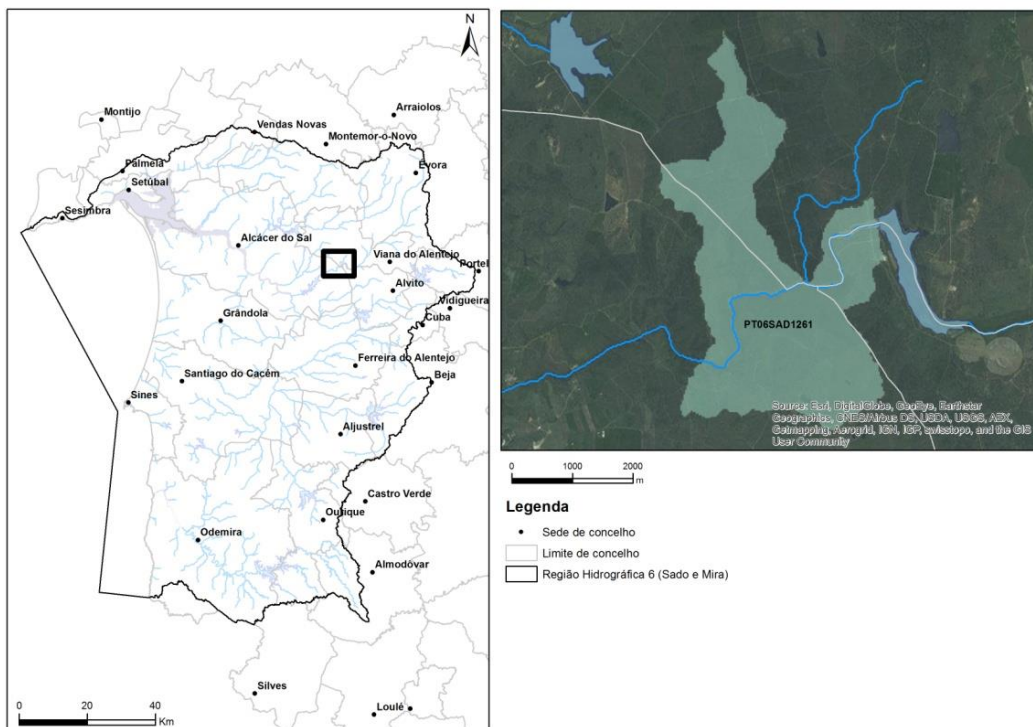 N
Montijo
Arraiolos
Vendas Novas
Montemor-o-Novo
Palmela
Évora
Setúbal
Sesimbra
Alcácer do Sal
Viana do Alentejo
Portel
Alvito
Vidigueira
Grândola
Cuba
Ferreira do Alentejo
Santiago do Cacém
Beja
Sines
Aljustrel
Castro Verde
Ourique
Odemira
Almodôvar
Silves
Loulé
0 20 40
Km
PT06SAD1261
Source: Esri, DigitalGlobe, GeoEye, Earthstar
Geographics, CNES/Airbus DS, USDA, USGS, AEX,
Getmapping, Aerogrid, IGN, IGP, swisstopo, and the GIS
User Community
0 1000 2000
m
Legenda
Sede de concelho
Limite de concelho
Região Hidrográfica 6 (Sado e Mira)